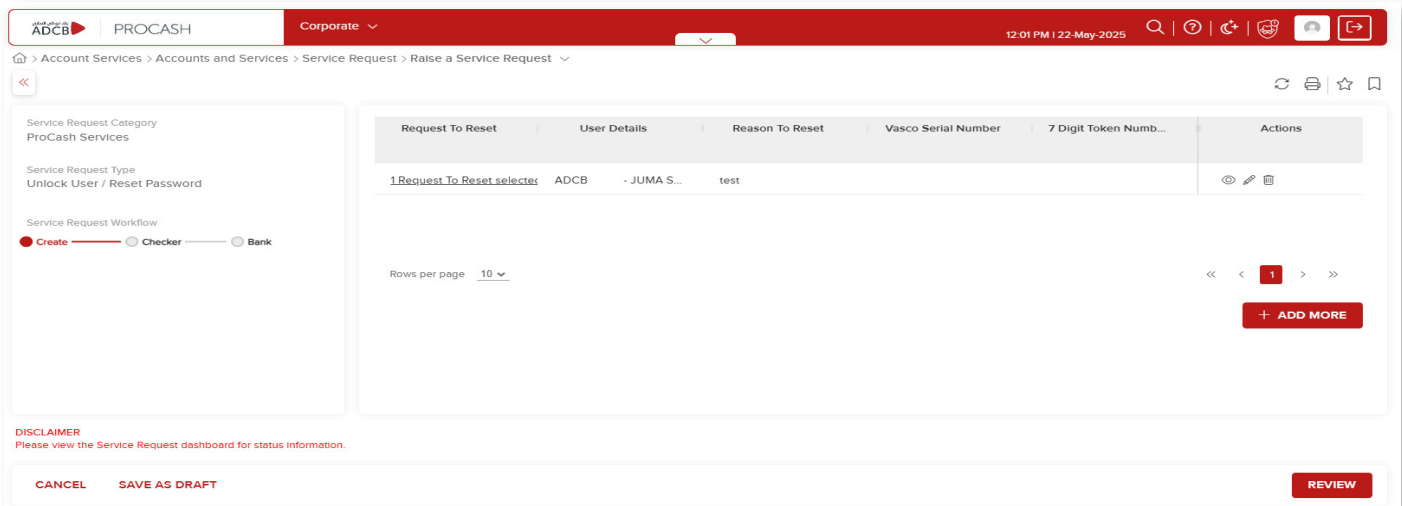 ADCB PROCASH Corporate 12:01 PM | 22-May-2025
> Account Services > Accounts and Services > Service Request > Raise a Service Request
Service Request Category
ProCash Services
Service Request Type
Unlock User / Reset Password
Service Request Workflow
Create Checker Bank
Request To Reset User Details Reason To Reset Vasco Serial Number 7 Digit Token Numb... Actions
1 Request To Reset selected ADCB - JUMA S... test
Rows per page 10 << < 1 > >>
+ ADD MORE
DISCLAIMER
Please view the Service Request dashboard for status information.
CANCEL SAVE AS DRAFT REVIEW